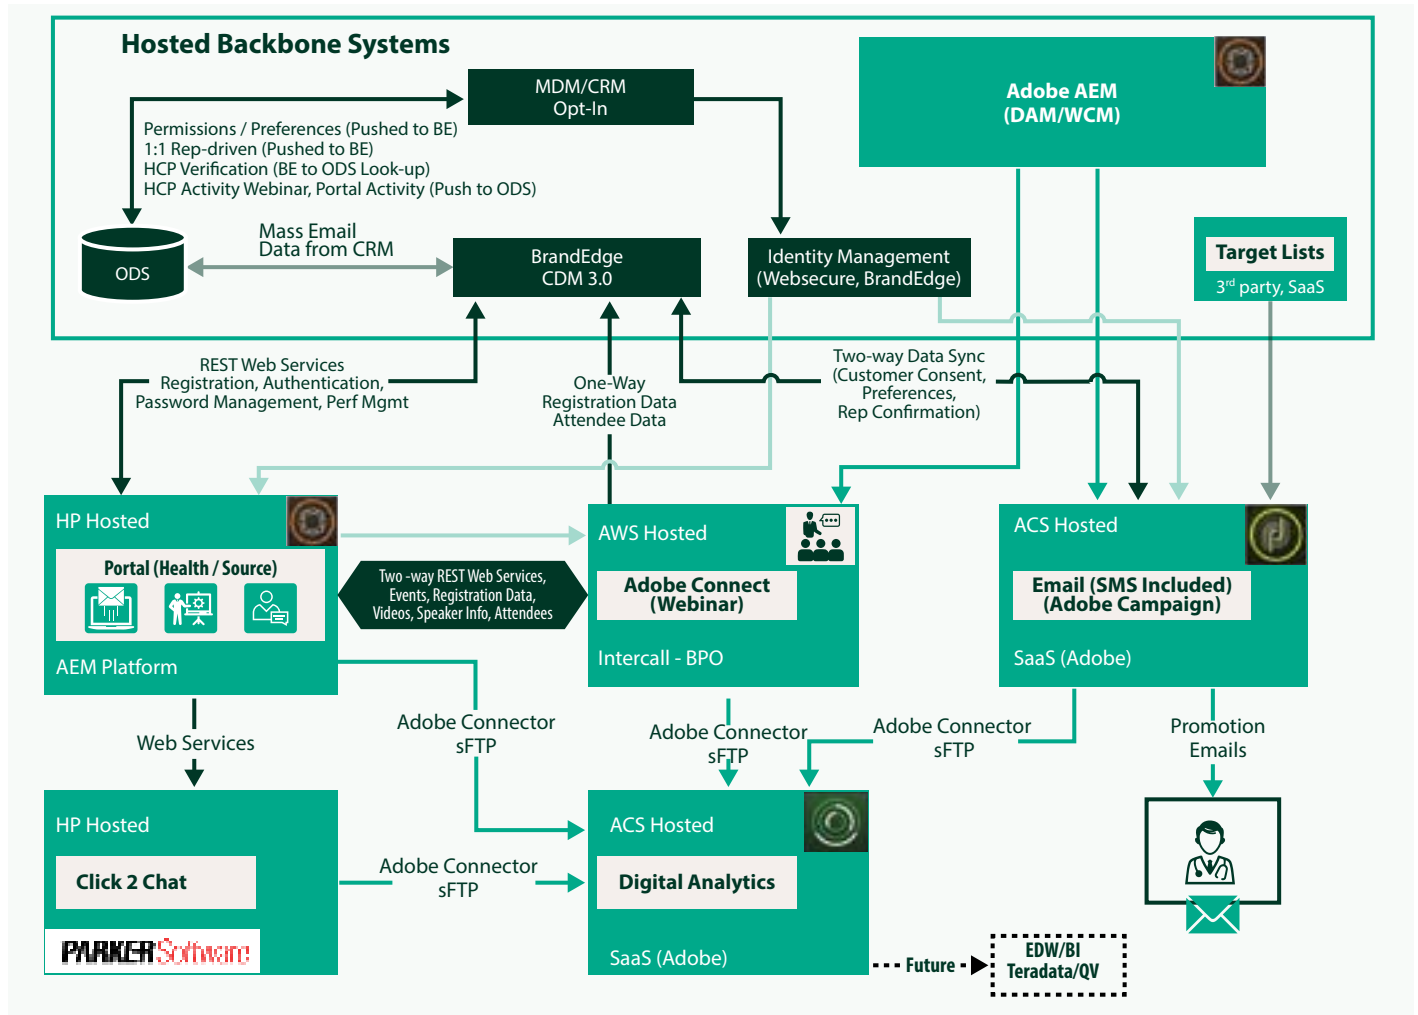 Hosted Backbone Systems
MDM/CRM
Opt-In
Adobe AEM
(DAM/WCM)
Permissions / Preferences (Pushed to BE)
1:1 Rep-driven (Pushed to BE)
HCP Verification (BE to ODS Look-up)
HCP Activity Webinar, Portal Activity (Push to ODS)
ODS
Mass Email
Data from CRM
BrandEdge
CDM 3.0
Identity Management
(Websecure, BrandEdge)
Target Lists
3rd party, SaaS
REST Web Services
Registration, Authentication,
Password Management, Perf Mgmt
One-Way
Registration Data
Attendee Data
Two-way Data Sync
(Customer Consent,
Preferences,
Rep Confirmation)
HP Hosted
Portal (Health / Source)
AEM Platform
Two -way REST Web Services,
Events, Registration Data,
Videos, Speaker Info, Attendees
AWS Hosted
Adobe Connect
(Webinar)
Intercall - BPO
ACS Hosted
Email (SMS Included)
(Adobe Campaign)
SaaS (Adobe)
Web Services
Adobe Connector
sFTP
Adobe Connector
sFTP
Adobe Connector
sFTP
Promotion
Emails
HP Hosted
Click 2 Chat
PARKER Software
Adobe Connector
sFTP
ACS Hosted
Digital Analytics
SaaS (Adobe)
Future
EDW/BI
Teradata/QV